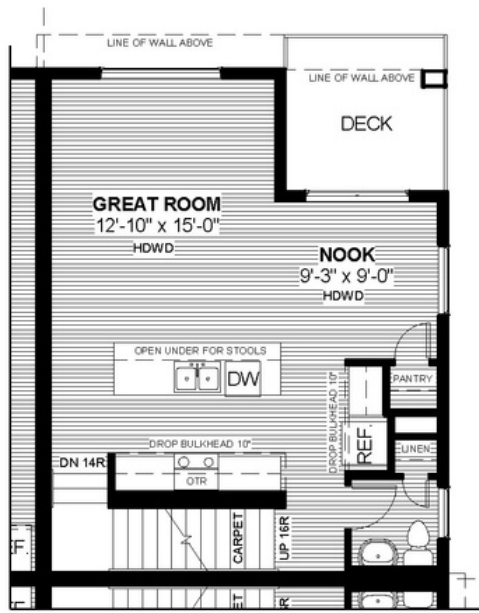 LINE OF WALL ABOVE
LINE OF WALL ABOVE
DECK
GREAT ROOM
12'-10" x 15'-0"
HDWD
NOOK
9'-3" x 9'-0"
HDWD
OPEN UNDER FOR STOOLS
DW
DROP BULKHEAD 10"
PANTRY
REF.
LINEN
DROP BULKHEAD 10"
DN 14R
OTR
CARPET
UP 16R